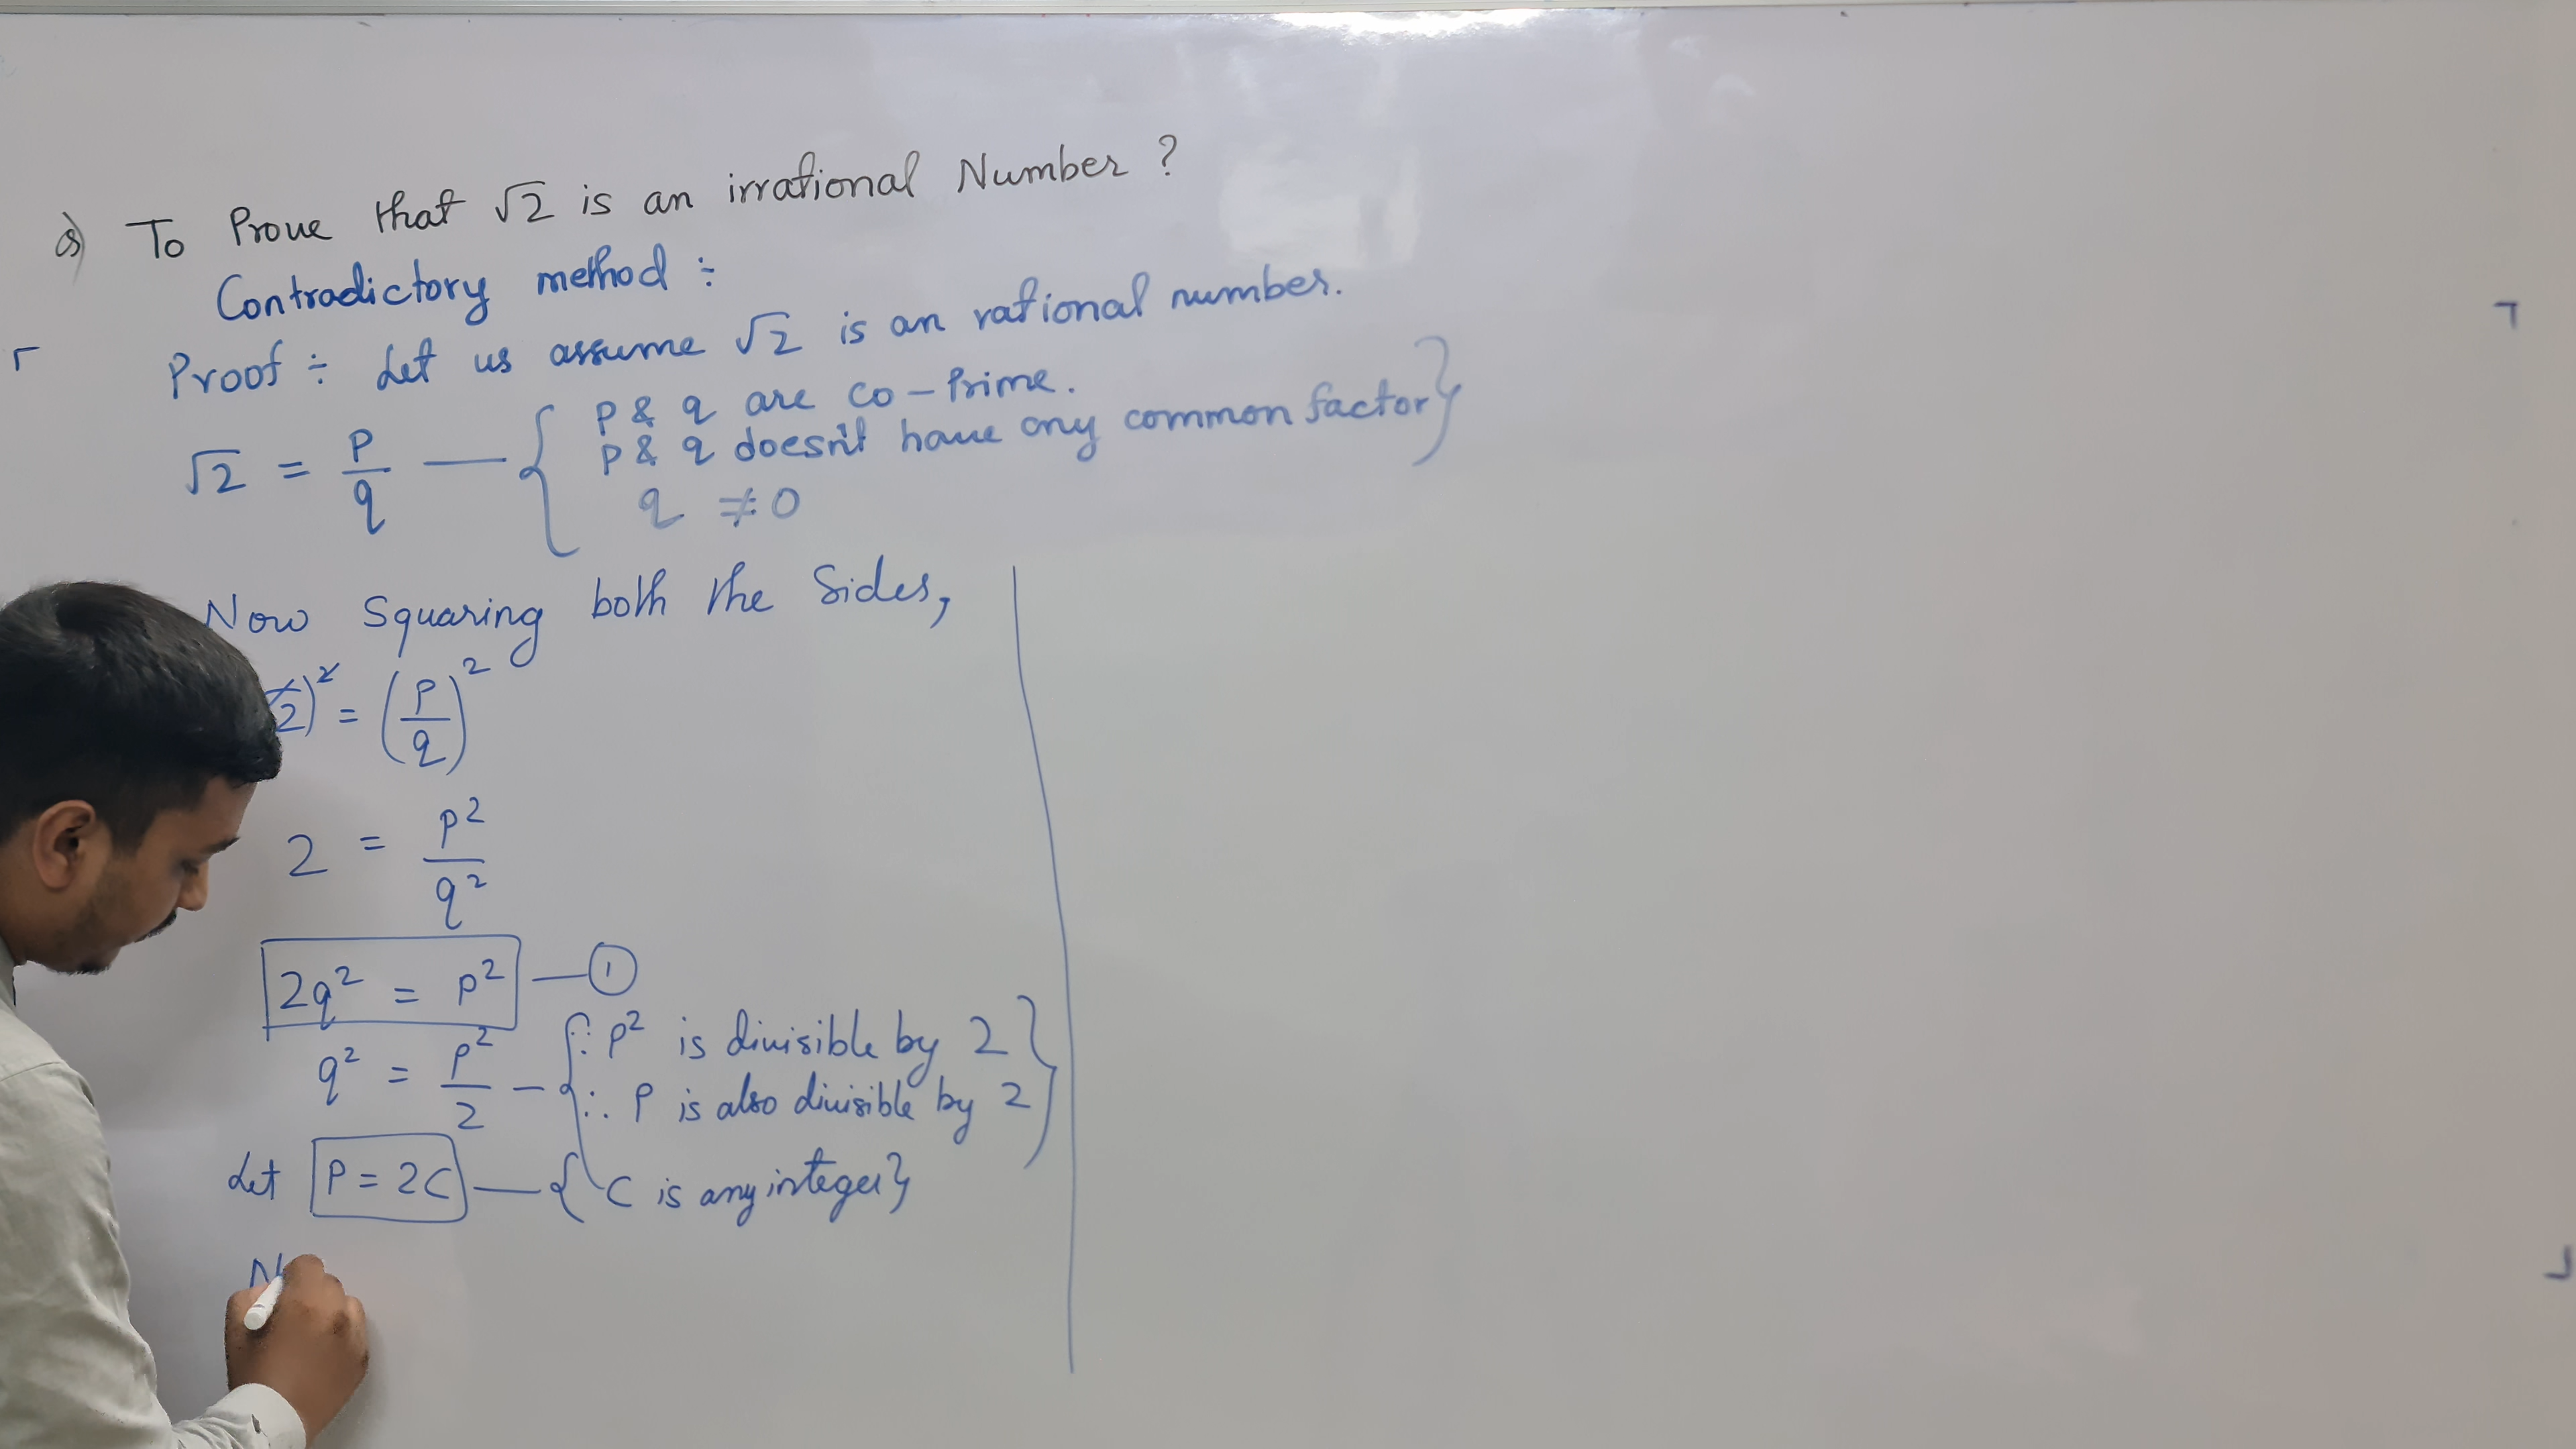 Q) To Prove that √2 is an irrational Number ?
Contradictory method ÷
Proof ÷ Let us assume √2 is an rational number.
√2 = p/q — { p & q are co-Prime.
p & q doesn't have any common factor}
q ≠ 0
Now Squaring both the Sides,
2)² = (p/q)²
2 = p²/q²
2q² = p² — ①
q² = p²/2 — { ∵ p² is divisible by 2
∴ p is also divisible by 2 }
Let P = 2C — { C is any integer}
N